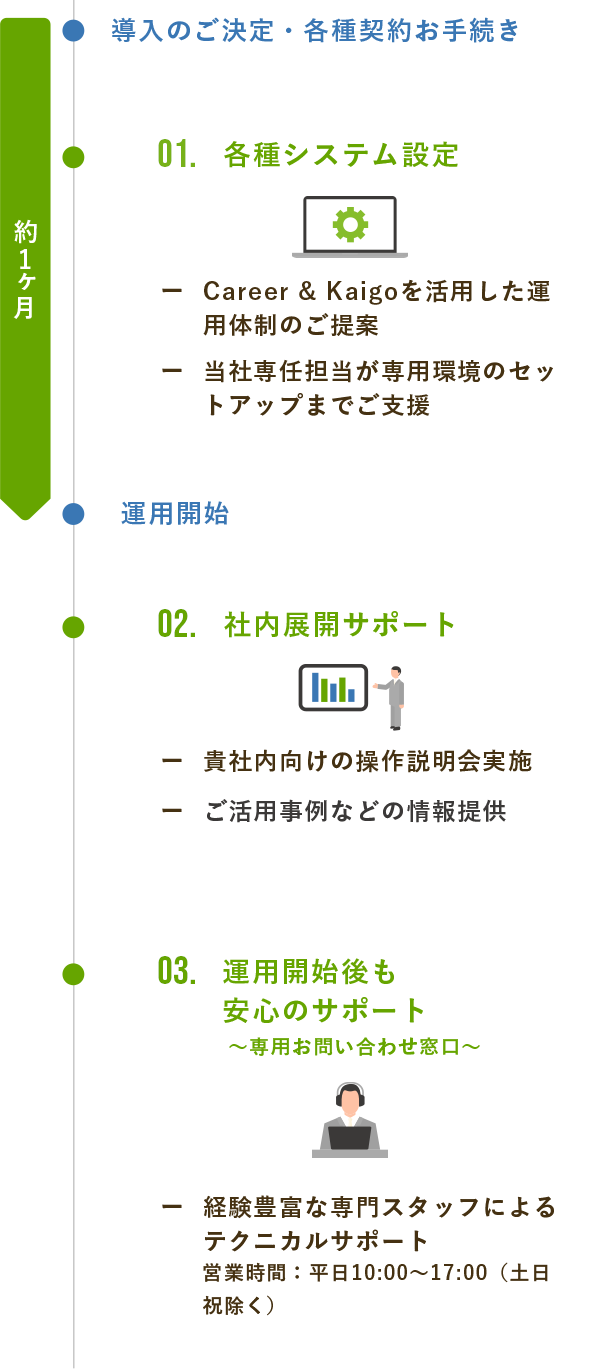 導入のご決定・各種契約お手続き
約1ヶ月
01. 各種システム設定
ー Career & Kaigoを活用した運
用体制のご提案
ー 当社専任担当が専用環境のセッ
トアップまでご支援
運用開始
02. 社内展開サポート
ー 貴社内向けの操作説明会実施
ー ご活用事例などの情報提供
03. 運用開始後も
安心のサポート
～専用お問い合わせ窓口～
ー 経験豊富な専門スタッフによる
テクニカルサポート
営業時間：平日10:00～17:00（土日
祝除く）